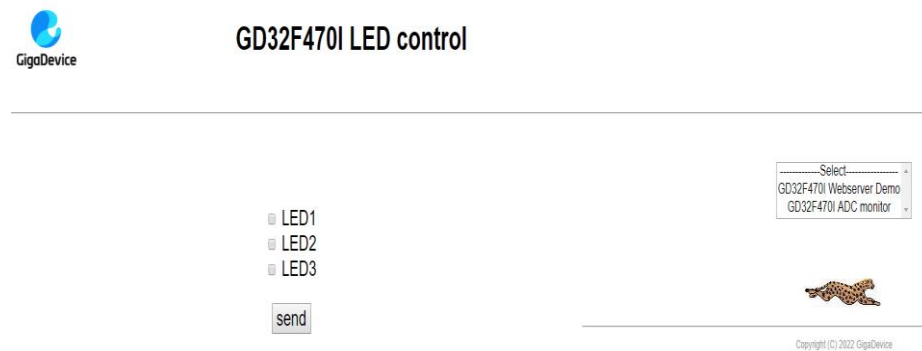 GigaDevice
GD32F470I LED control
-------------Select-----------------
GD32F470I Webserver Demo
GD32F470I ADC monitor
LED1
LED2
LED3
send
Copyright (C) 2022 GigaDevice